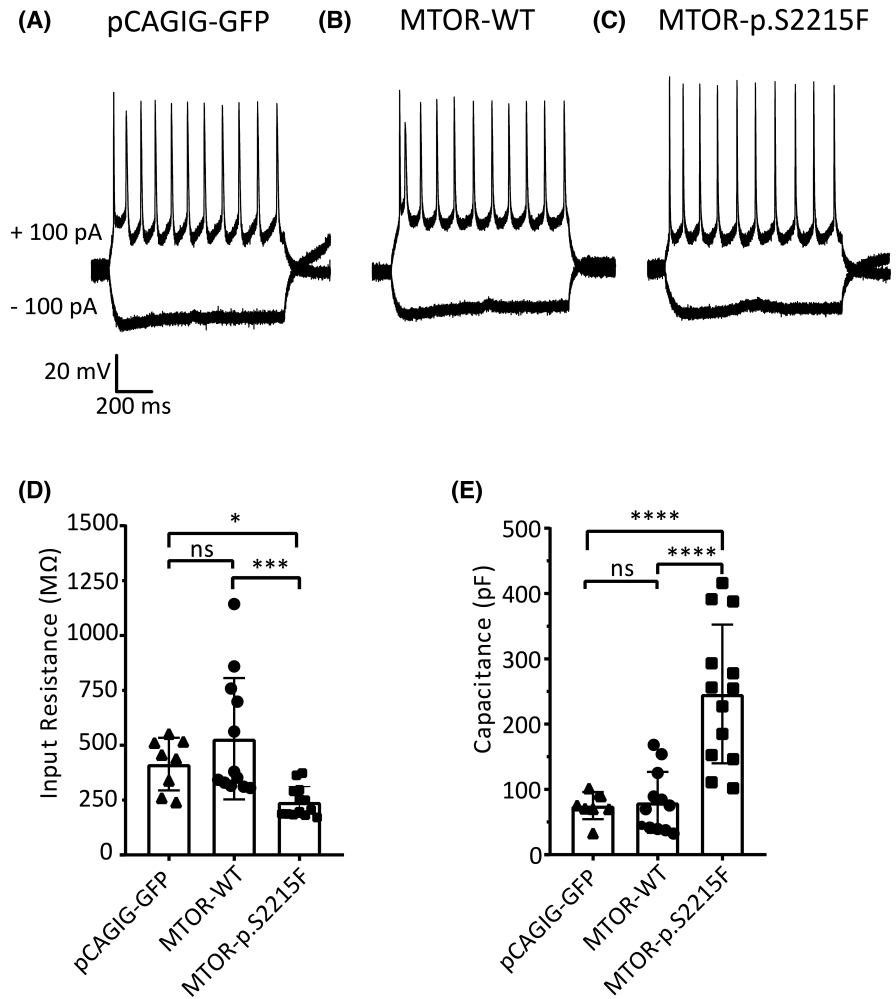 (A) pCAGIG-GFP (B) MTOR-WT (C) MTOR-p.S2215F
+ 100 pA
- 100 pA
20 mV
200 ms
(D)
Input Resistance (MΩ)
1500
1250
1000
750
500
250
0
*
ns
***
pCAGIG-GFP
MTOR-WT
MTOR-p.S2215F
(E)
Capacitance (pF)
500
400
300
200
100
0
****
ns
****
pCAGIG-GFP
MTOR-WT
MTOR-p.S2215F